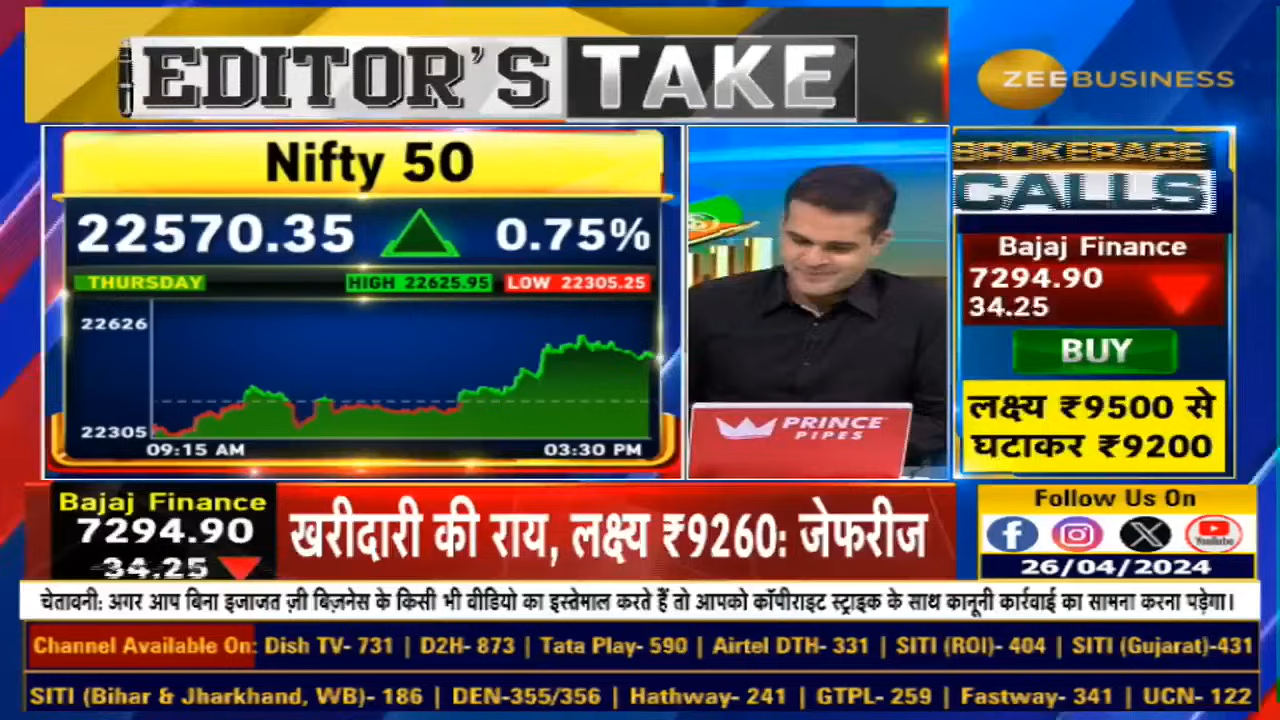 EDITOR'S TAKE
ZEEBUSINESS
Nifty 50
22570.35 0.75%
THURSDAY HIGH 22625.95 LOW 22305.25
22626
22305
09:15 AM 03:30 PM
PRINCE
PIPES
BROKERAGE
CALLS
Bajaj Finance
7294.90
34.25
BUY
लक्ष्य ₹9500 से
घटाकर ₹9200
Bajaj Finance
7294.90
34.25
खरीदारी की राय, लक्ष्य ₹9260: जेफरीज
Follow Us On
YouTube
26/04/2024
चेतावनी: अगर आप बिना इजाजत ज़ी बिज़नेस के किसी भी वीडियो का इस्तेमाल करते हैं तो आपको कॉपीराइट स्ट्राइक के साथ कानूनी कार्रवाई का सामना करना पड़ेगा।
Channel Available On: Dish TV- 731 | D2H- 873 | Tata Play- 590 | Airtel DTH- 331 | SITI (ROI)- 404 | SITI (Gujarat)-431
SITI (Bihar & Jharkhand, WB)- 186 | DEN-355/356 | Hathway- 241 | GTPL- 259 | Fastway- 341 | UCN- 122